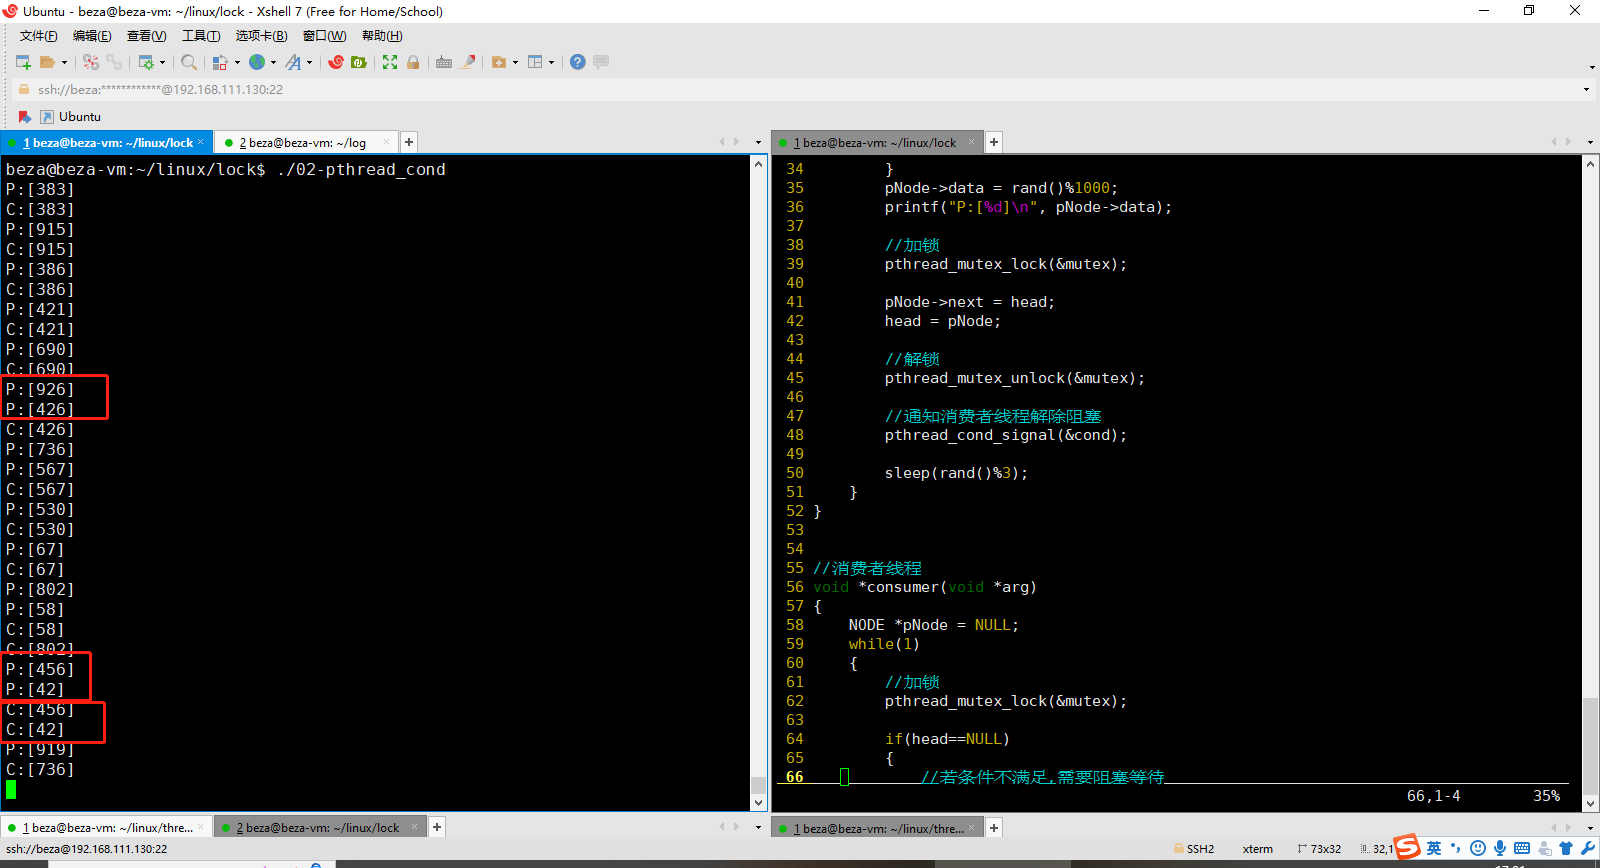 Ubuntu - beza@beza-vm: ~/linux/lock - Xshell 7 (Free for Home/School)
文件(F) 编辑(E) 查看(V) 工具(T) 选项卡(B) 窗口(W) 帮助(H)
ssh://beza:************@192.168.111.130:22
Ubuntu
1 beza@beza-vm: ~/linux/lock × 2 beza@beza-vm: ~/log × +
beza@beza-vm:~/linux/lock$ ./02-pthread_cond
P:[383]
C:[383]
P:[915]
C:[915]
P:[386]
C:[386]
P:[421]
C:[421]
P:[690]
C:[690]
P:[926]
P:[426]
C:[426]
P:[736]
P:[567]
C:[567]
P:[530]
C:[530]
P:[67]
C:[67]
P:[802]
P:[58]
C:[58]
C:[802]
P:[456]
P:[42]
C:[456]
C:[42]
P:[919]
C:[736]
1 beza@beza-vm: ~/linux/thre... × 2 beza@beza-vm: ~/linux/lock × +
1 beza@beza-vm: ~/linux/lock × +
34 }
35 pNode->data = rand()%1000;
36 printf("P:[%d]\n", pNode->data);
37
38 //加锁
39 pthread_mutex_lock(&mutex);
40
41 pNode->next = head;
42 head = pNode;
43
44 //解锁
45 pthread_mutex_unlock(&mutex);
46
47 //通知消费者线程解除阻塞
48 pthread_cond_signal(&cond);
49
50 sleep(rand()%3);
51 }
52 }
53
54
55 //消费者线程
56 void *consumer(void *arg)
57 {
58 NODE *pNode = NULL;
59 while(1)
60 {
61 //加锁
62 pthread_mutex_lock(&mutex);
63
64 if(head==NULL)
65 {
66 //若条件不满足,需要阻塞等待
66,1-4 35%
1 beza@beza-vm: ~/linux/thre... × +
ssh://beza@192.168.111.130:22 SSH2 xterm 73x32 32,1 英